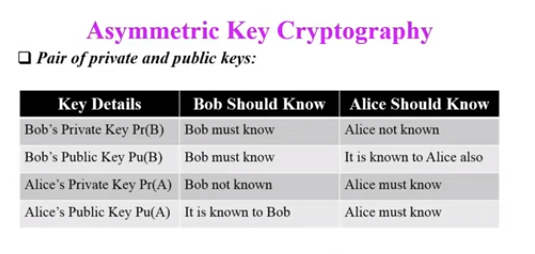 Asymmetric Key Cryptography
❑ Pair of private and public keys:
Key Details Bob Should Know Alice Should Know
Bob's Private Key Pr(B) Bob must know Alice not known
Bob's Public Key Pu(B) Bob must know It is known to Alice also
Alice's Private Key Pr(A) Bob not known Alice must know
Alice's Public Key Pu(A) It is known to Bob Alice must know